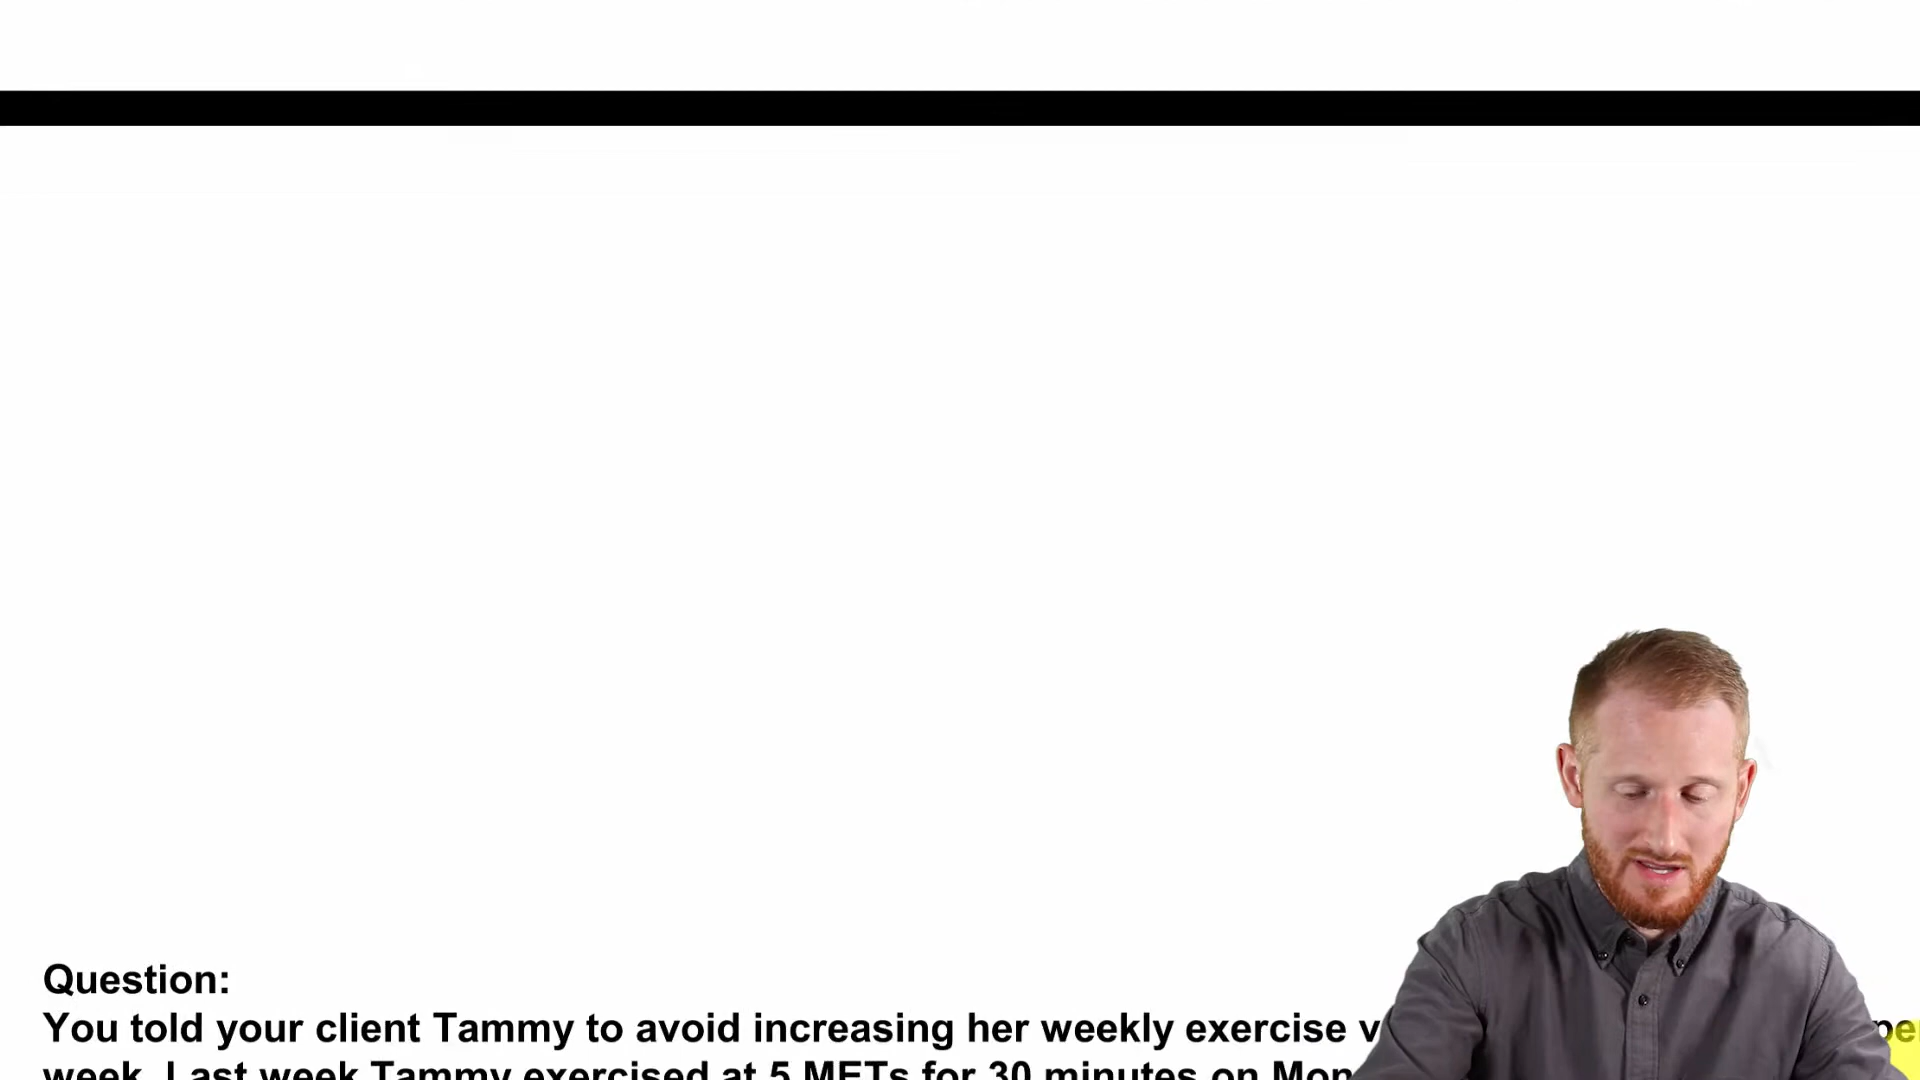 Question:
You told your client Tammy to avoid increasing her weekly exercise
week. Last week Tammy exercised at 5 METs for 30 minutes on